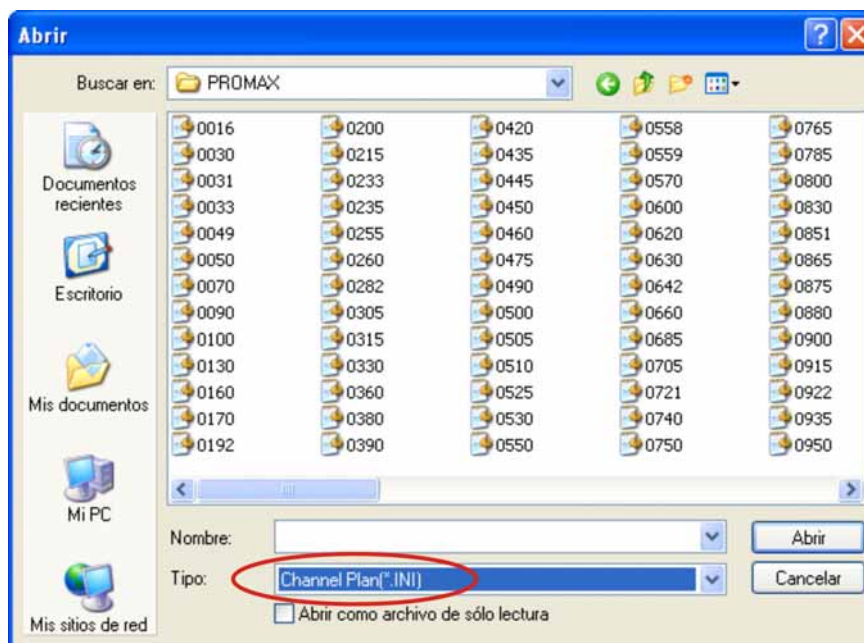 Abrir
Buscar en: PROMAX
0016 0200 0420 0558 0765
0030 0215 0435 0559 0785
0031 0233 0445 0570 0800
0033 0235 0450 0600 0830
0049 0255 0460 0620 0851
0050 0260 0475 0630 0865
0070 0282 0490 0642 0875
0090 0305 0500 0660 0880
0100 0315 0505 0685 0900
0130 0330 0510 0705 0915
0160 0360 0525 0721 0922
0170 0380 0530 0740 0935
0192 0390 0550 0750 0950
Documentos
recientes
Escritorio
Mis documentos
Mi PC
Mis sitios de red
Nombre: Abrir
Tipo: Channel Plan(*.INI) Cancelar
Abrir como archivo de sólo lectura